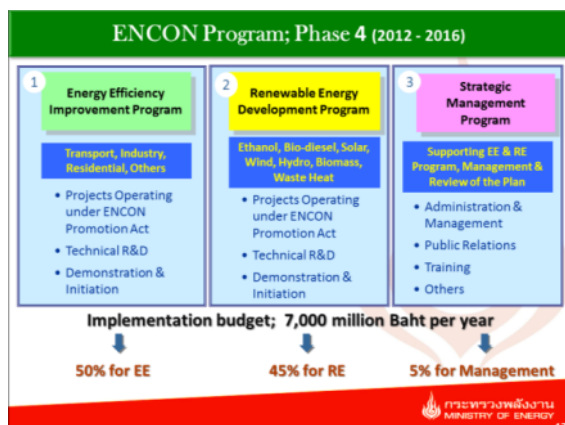 ENCON Program; Phase 4 (2012 - 2016)
1
Energy Efficiency
Improvement Program
Transport, Industry,
Residential, Others
• Projects Operating
under ENCON
Promotion Act
• Technical R&D
• Demonstration &
Initiation
2
Renewable Energy
Development Program
Ethanol, Bio-diesel, Solar,
Wind, Hydro, Biomass,
Waste Heat
• Projects Operating
under ENCON
Promotion Act
• Technical R&D
• Demonstration &
Initiation
3
Strategic
Management
Program
Supporting EE & RE
Program, Management &
Review of the Plan
• Administration &
Management
• Public Relations
• Training
• Others
Implementation budget; 7,000 million Baht per year
50% for EE
45% for RE
5% for Management
กระทรวงพลังงาน
MINISTRY OF ENERGY